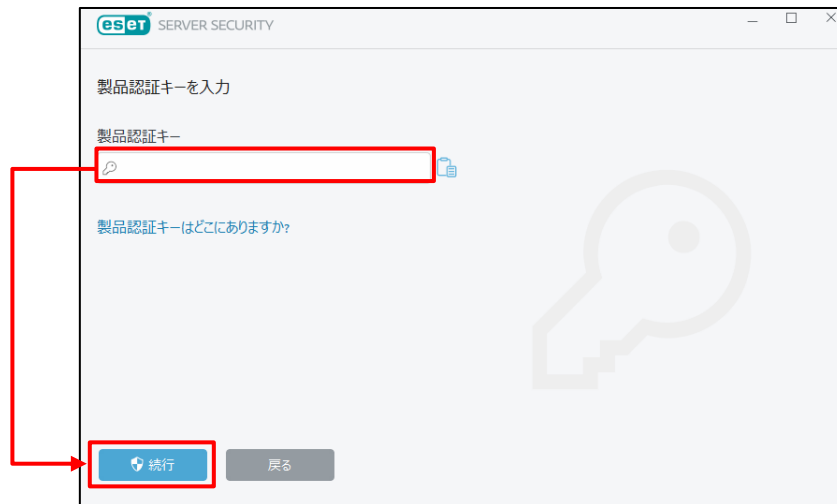 eset SERVER SECURITY
製品認証キーを入力
製品認証キー
製品認証キーはどこにありますか?
続行 戻る